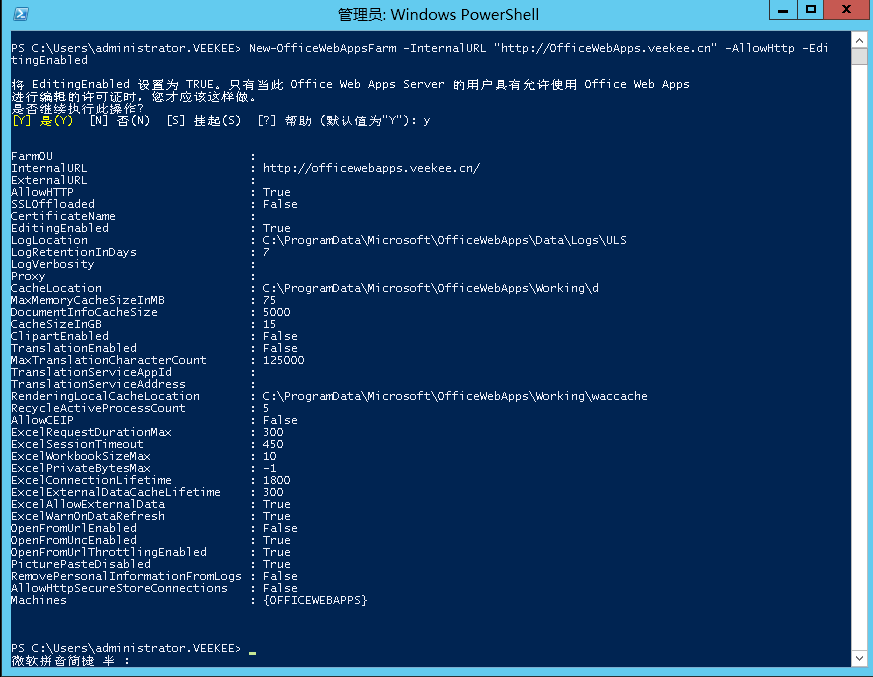 管理员: Windows PowerShell
PS C:\Users\administrator.VEEKEE> New-OfficeWebAppsFarm -InternalURL "http://OfficeWebApps.veekee.cn" -AllowHttp -Edi
tingEnabled
将 EditingEnabled 设置为 TRUE。只有当此 Office Web Apps Server 的用户具有允许使用 Office Web Apps
进行编辑的许可证时，您才应该这样做。
是否继续执行此操作?
[Y] 是(Y)  [N] 否(N)  [S] 挂起(S)  [?] 帮助 (默认值为"Y"): y
FarmOU :
InternalURL : http://officewebapps.veekee.cn/
ExternalURL :
AllowHTTP : True
SSLOffloaded : False
CertificateName :
EditingEnabled : True
LogLocation : C:\ProgramData\Microsoft\OfficeWebApps\Data\Logs\ULS
LogRetentionInDays : 7
LogVerbosity :
Proxy :
CacheLocation : C:\ProgramData\Microsoft\OfficeWebApps\Working\d
MaxMemoryCacheSizeInMB : 75
DocumentInfoCacheSize : 5000
CacheSizeInGB : 15
ClipartEnabled : False
TranslationEnabled : False
MaxTranslationCharacterCount : 125000
TranslationServiceAppId :
TranslationServiceAddress :
RenderingLocalCacheLocation : C:\ProgramData\Microsoft\OfficeWebApps\Working\waccache
RecycleActiveProcessCount : 5
AllowCEIP : False
ExcelRequestDurationMax : 300
ExcelSessionTimeout : 450
ExcelWorkbookSizeMax : 10
ExcelPrivateBytesMax : -1
ExcelConnectionLifetime : 1800
ExcelExternalDataCacheLifetime : 300
ExcelAllowExternalData : True
ExcelWarnOnDataRefresh : True
OpenFromUrlEnabled : False
OpenFromUncEnabled : True
OpenFromUrlThrottlingEnabled : True
PicturePasteDisabled : True
RemovePersonalInformationFromLogs : False
AllowHttpSecureStoreConnections : False
Machines : {OFFICEWEBAPPS}
PS C:\Users\administrator.VEEKEE> _
微软拼音简捷 半 :